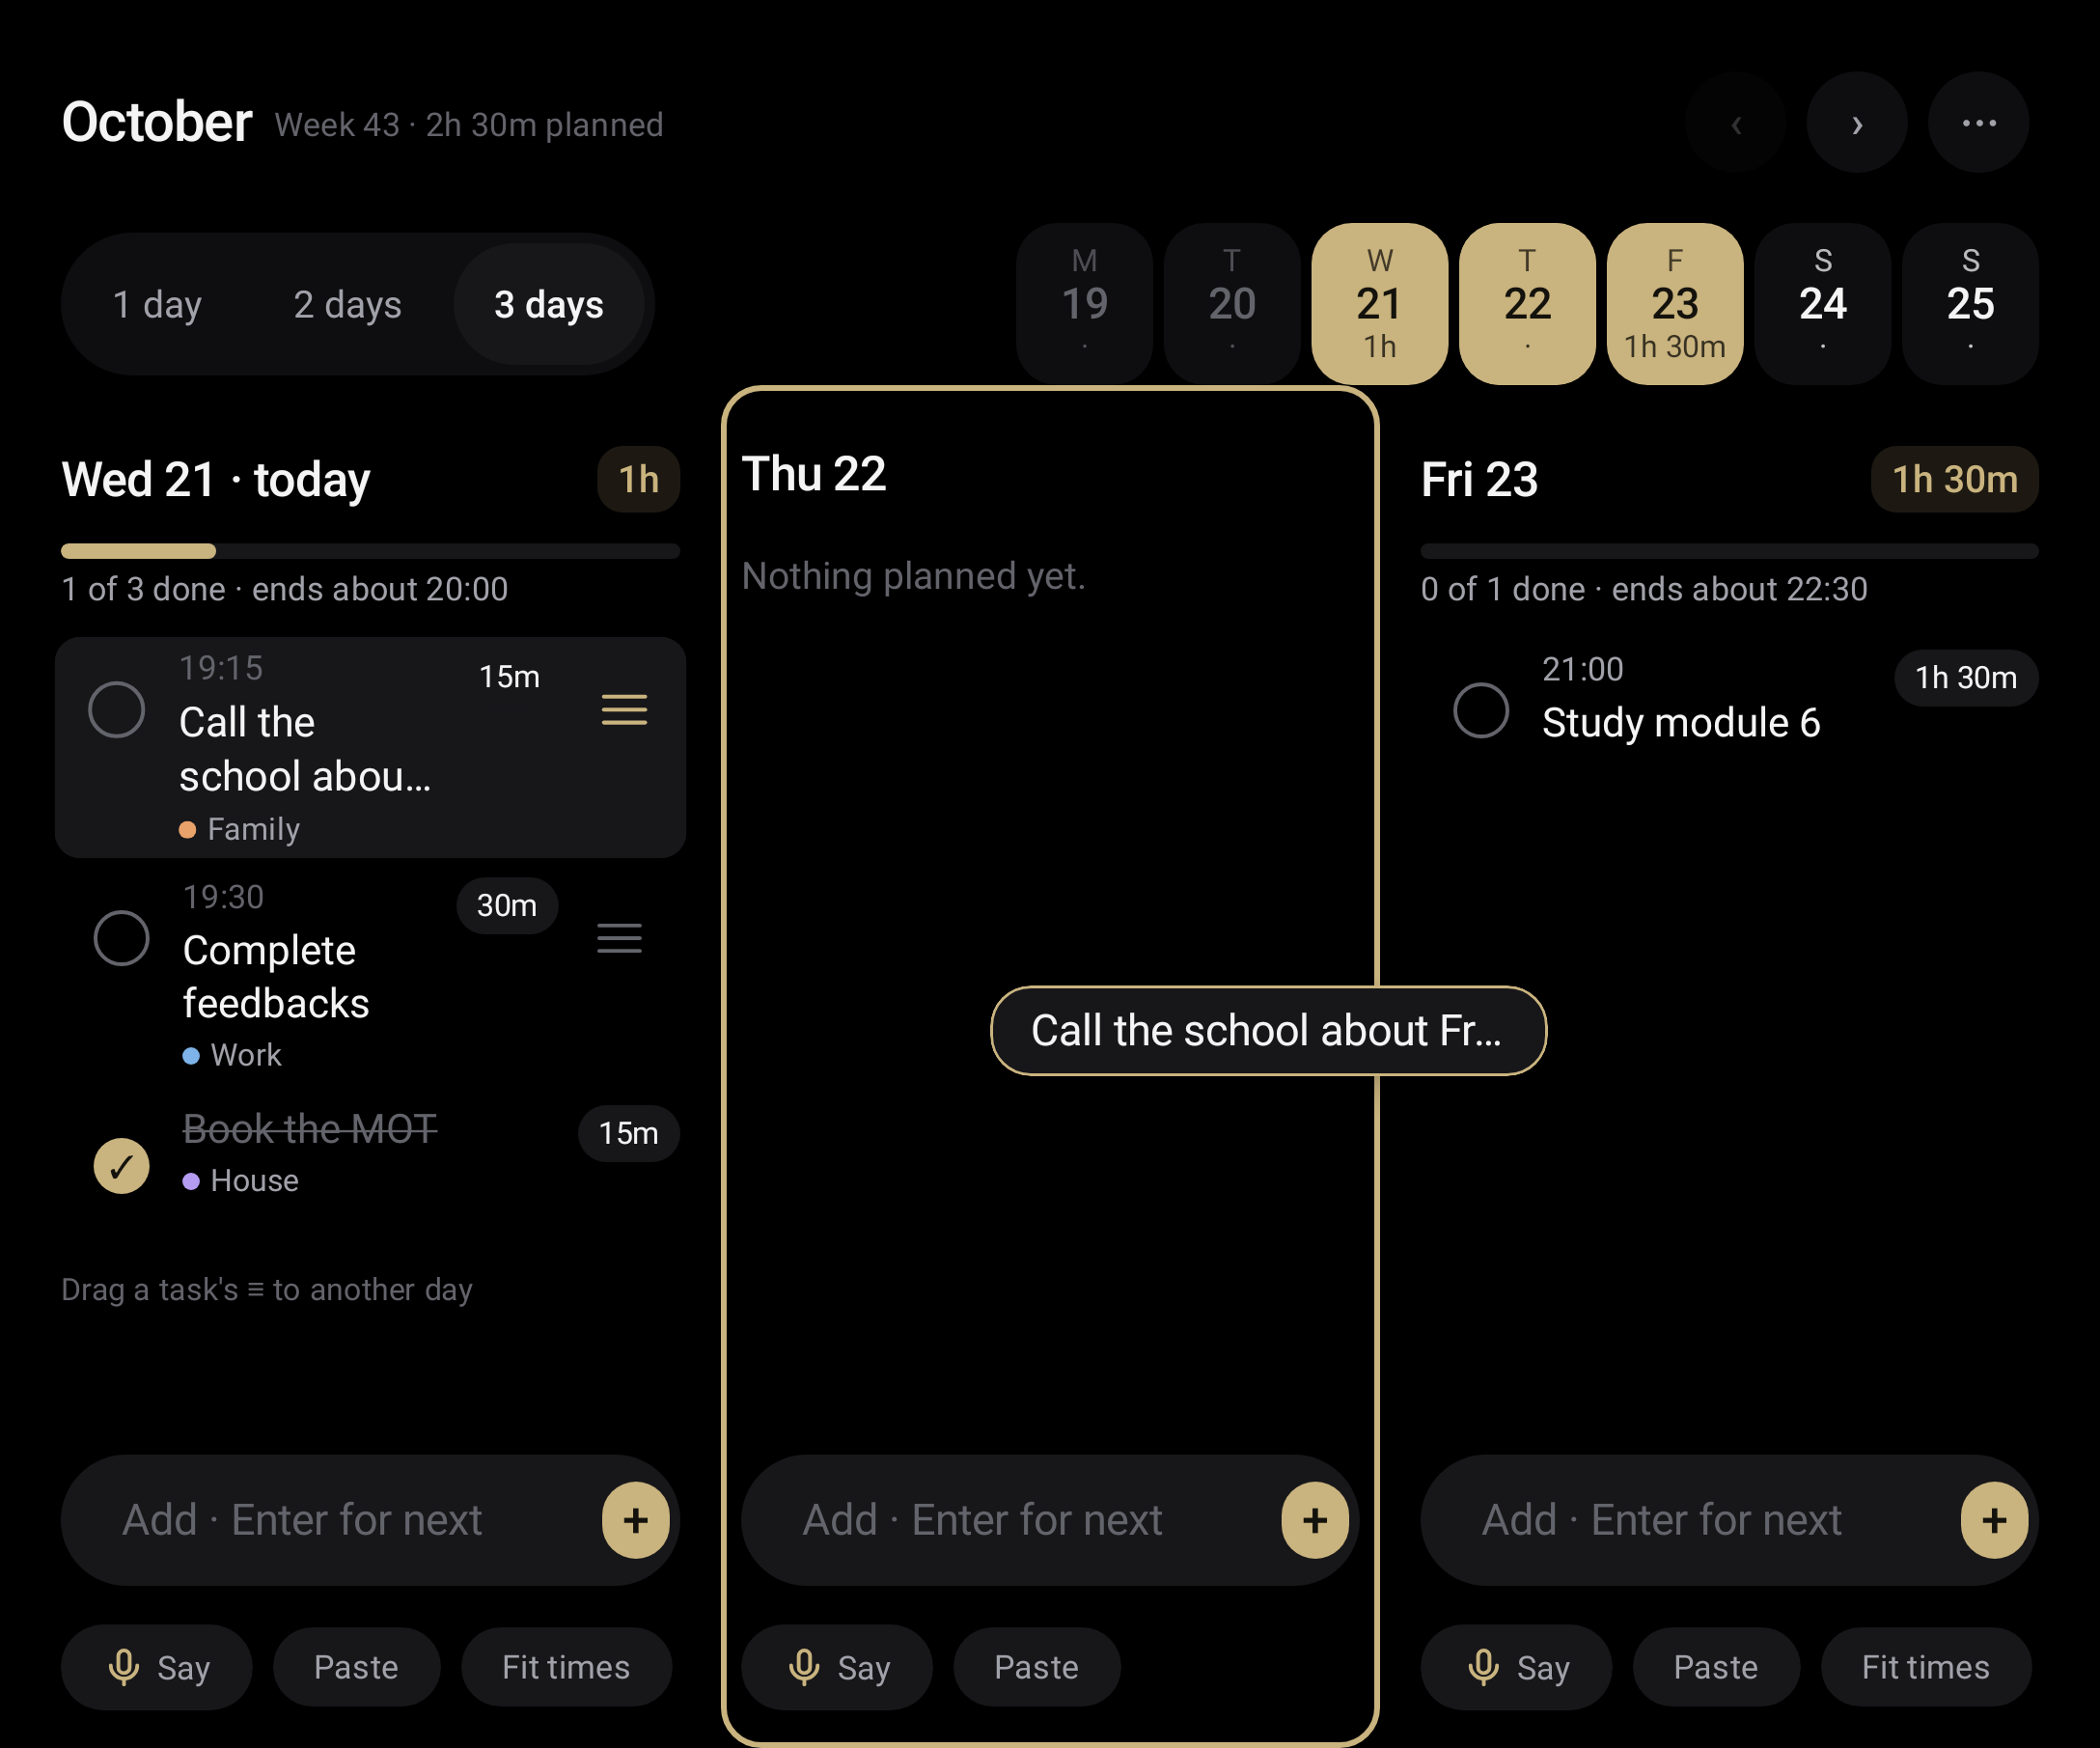 October Week 43 · 2h 30m planned
‹ › ···
1 day 2 days 3 days
M T W T F S S
19 20 21 22 23 24 25
· · 1h · 1h 30m · ·
Wed 21 · today 1h
1 of 3 done · ends about 20:00
19:15 15m
Call the
school abou…
Family
19:30 30m
Complete
feedbacks
Work
✓ Book the MOT 15m
House
Drag a task's ≡ to another day
Add · Enter for next +
Say Paste Fit times
Thu 22
Nothing planned yet.
Call the school about Fr…
Add · Enter for next +
Say Paste
Fri 23 1h 30m
0 of 1 done · ends about 22:30
21:00 1h 30m
Study module 6
Add · Enter for next +
Say Paste Fit times